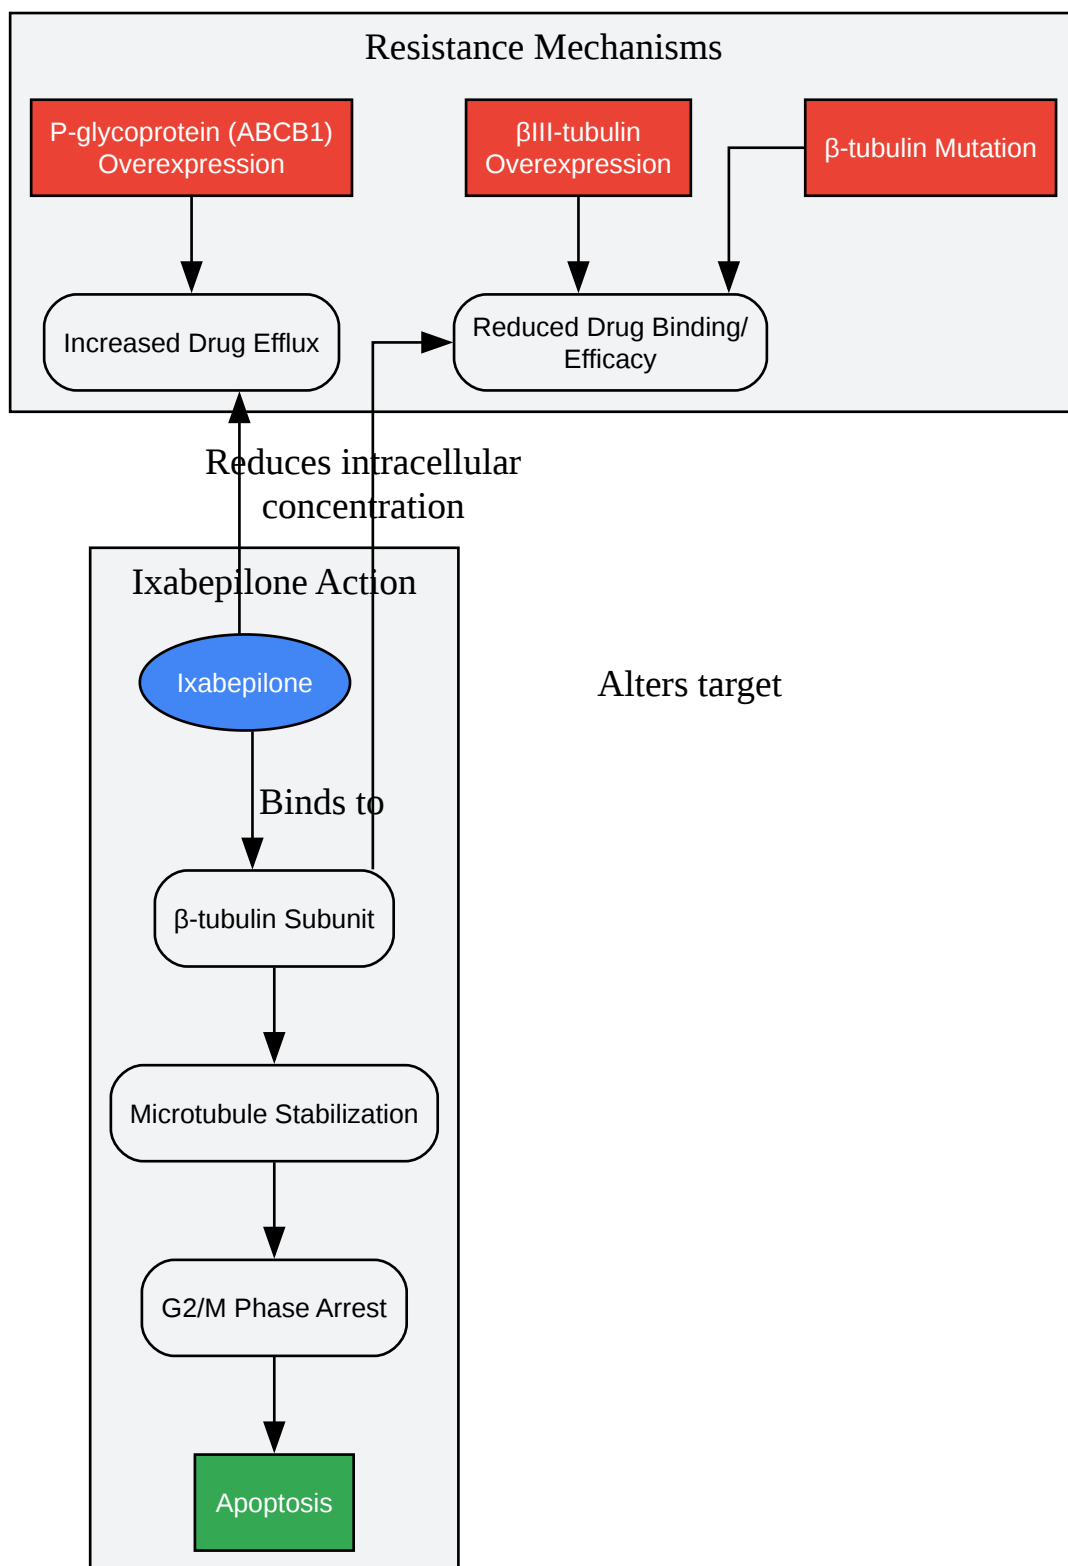 Resistance Mechanisms
P-glycoprotein (ABCB1)
Overexpression
βIII-tubulin
Overexpression
β-tubulin Mutation
Increased Drug Efflux
Reduced Drug Binding/
Efficacy
Reduces intracellular
concentration
Ixabepilone Action
Ixabepilone
Alters target
Binds to
β-tubulin Subunit
Microtubule Stabilization
G2/M Phase Arrest
Apoptosis